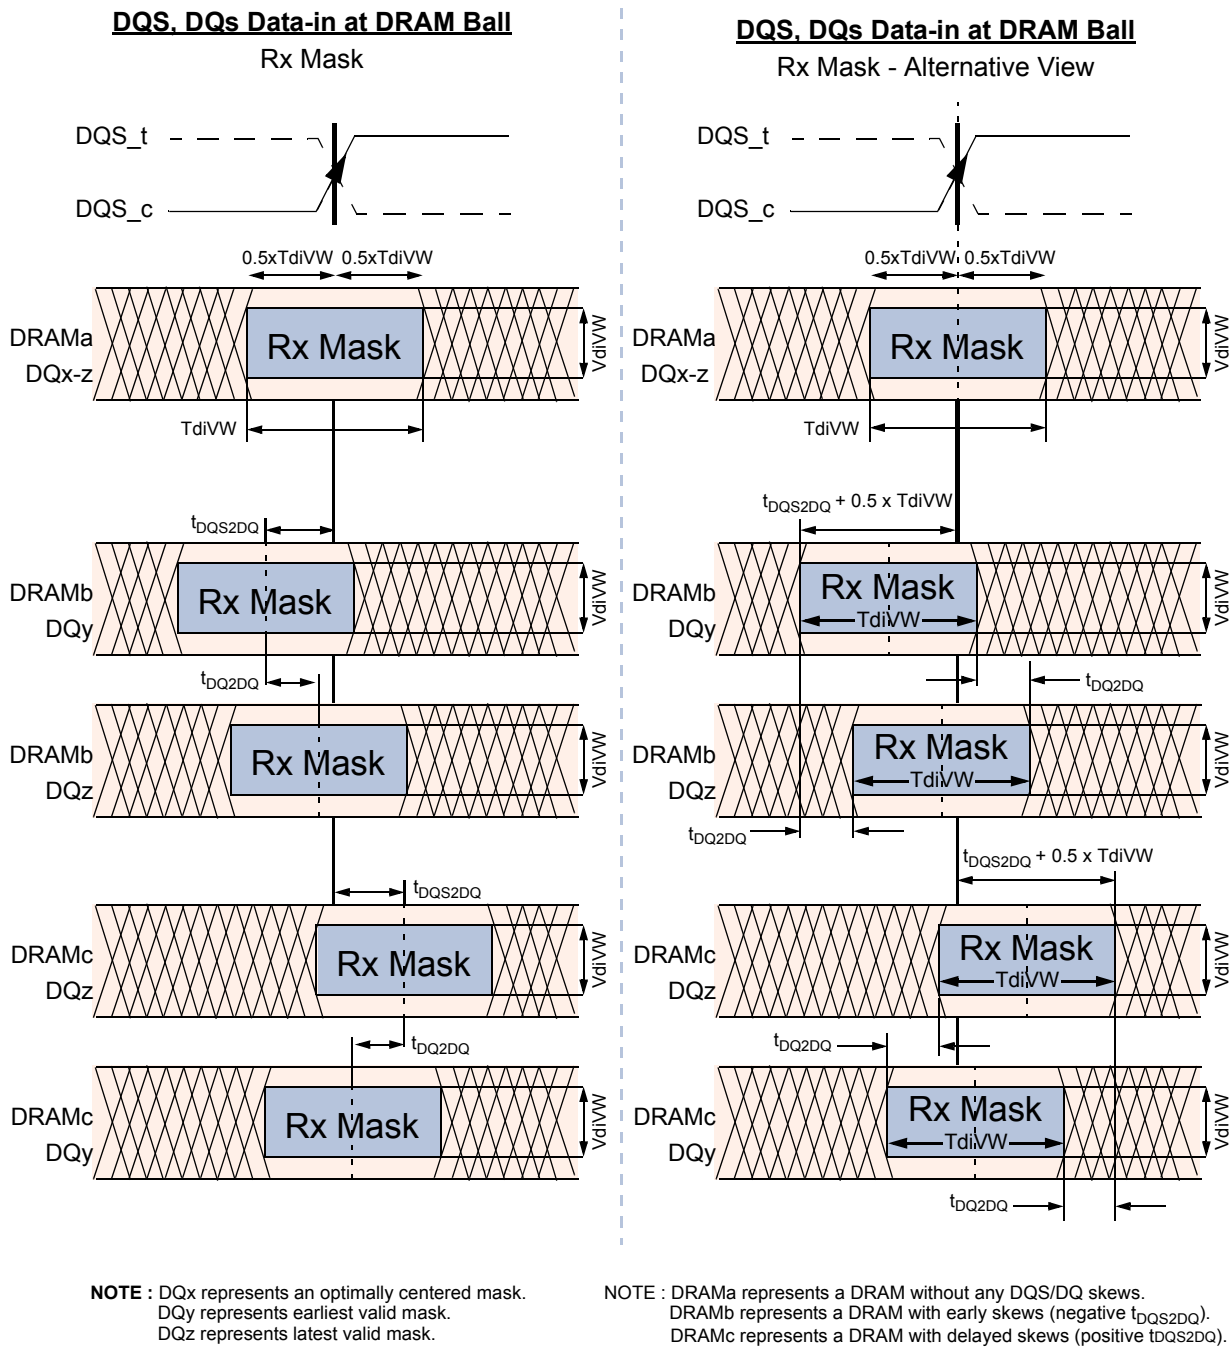 DQS, DQs Data-in at DRAM Ball
Rx Mask
DQS_t
DQS_c
0.5xTdiVW 0.5xTdiVW
DRAMa
DQx-z
Rx Mask
VdiVW
TdiVW
tDQS2DQ
DRAMb
DQy
Rx Mask
VdiVW
tDQ2DQ
DRAMb
DQz
Rx Mask
VdiVW
tDQS2DQ
DRAMc
DQz
Rx Mask
VdiVW
tDQ2DQ
DRAMc
DQy
Rx Mask
VdiVW
NOTE : DQx represents an optimally centered mask.
DQy represents earliest valid mask.
DQz represents latest valid mask.
DQS, DQs Data-in at DRAM Ball
Rx Mask - Alternative View
DQS_t
DQS_c
0.5xTdiVW 0.5xTdiVW
DRAMa
DQx-z
Rx Mask
VdiVW
TdiVW
tDQS2DQ + 0.5 x TdiVW
DRAMb
DQy
Rx Mask
TdiVW
VdiVW
tDQ2DQ
DRAMb
DQz
Rx Mask
TdiVW
VdiVW
tDQ2DQ
tDQS2DQ + 0.5 x TdiVW
DRAMc
DQz
Rx Mask
TdiVW
VdiVW
tDQ2DQ
DRAMc
DQy
Rx Mask
TdiVW
VdiVW
tDQ2DQ
NOTE : DRAMa represents a DRAM without any DQS/DQ skews.
DRAMb represents a DRAM with early skews (negative tDQS2DQ).
DRAMc represents a DRAM with delayed skews (positive tDQS2DQ).